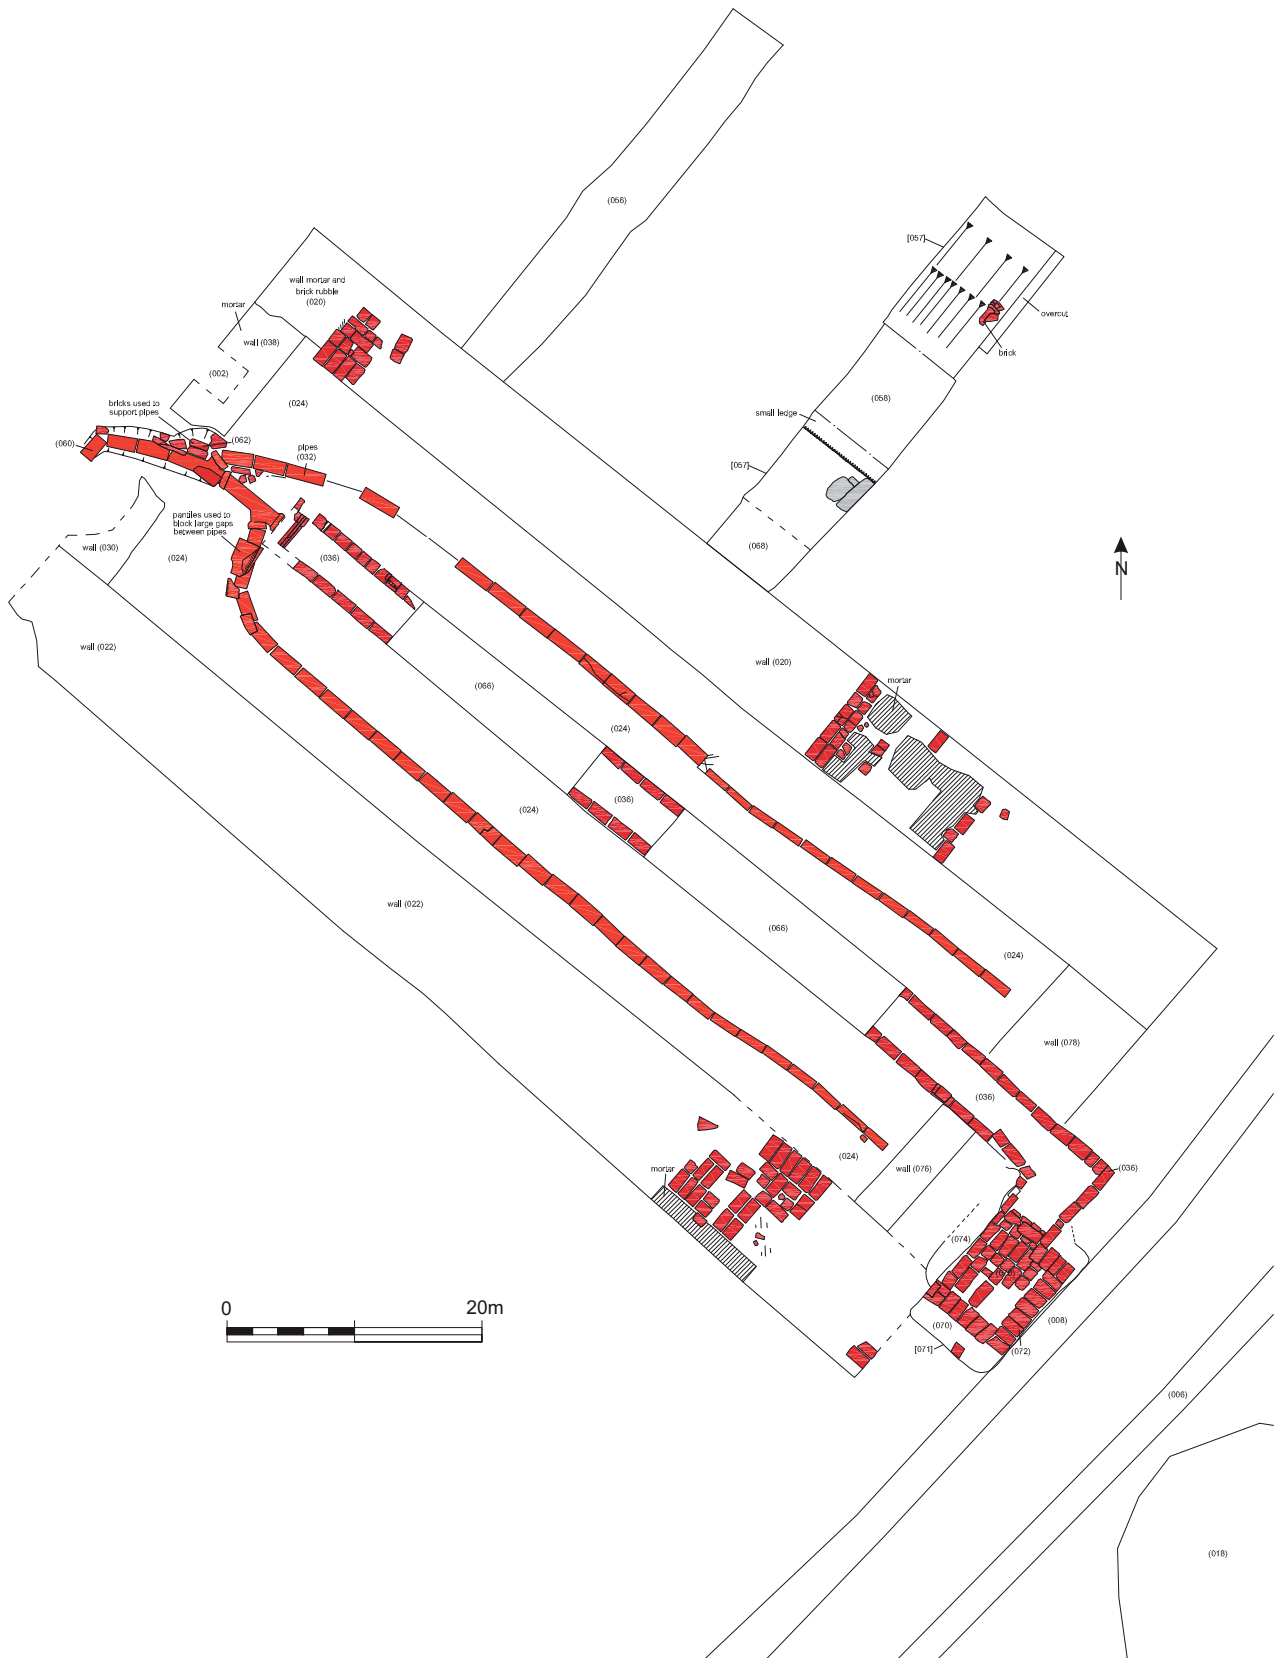 (056)
[057]
wall mortar and
brick rubble
(020)
mortar
overcut
wall (038)
brick
(002)
(058)
bricks used to
support pipes
(024)
small ledge
(060)
(062)
pipes
(032)
[057]
pantiles used to
block large gaps
between pipes
wall (030)
(024)
(036)
(068)
N
wall (022)
wall (020)
mortar
(066)
(024)
(036)
(024)
wall (022)
(066)
(024)
wall (078)
(036)
(024)
wall (076)
(036)
mortar
(074)
0
20m
(070)
(008)
[071]
(072)
(006)
(018)